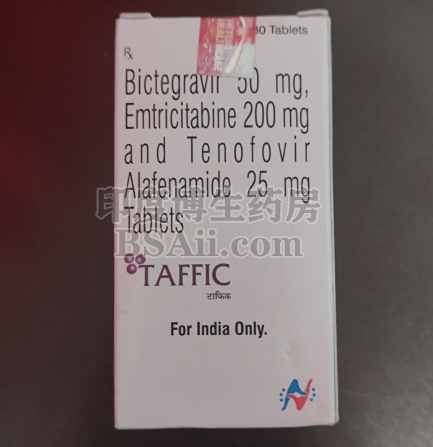 30 Tablets
Rx
Bictegravir 50 mg,
Emtricitabine 200 mg
and Tenofovir
Alafenamide 25 mg
印度博生药房
Tablets
BSAii.com
TAFFIC
टाफिक
For India Only.